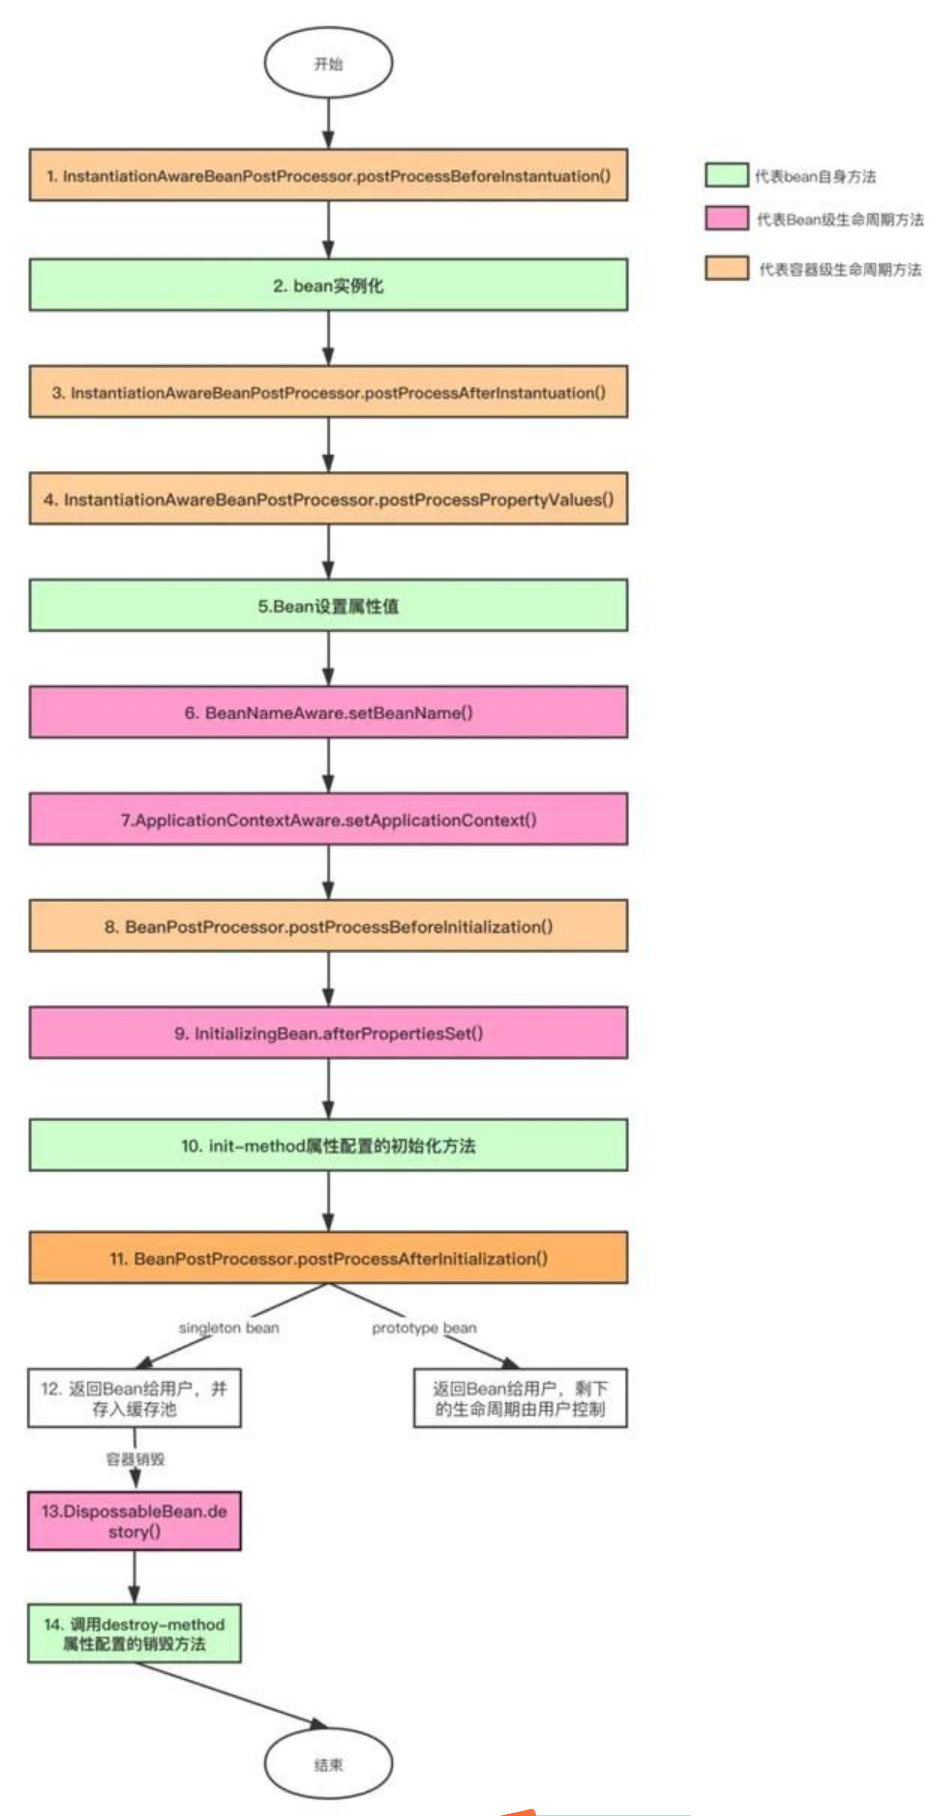 开始
1. InstantiationAwareBeanPostProcessor.postProcessBeforeInstantuation()
代表bean自身方法
代表Bean级生命周期方法
代表容器级生命周期方法
2. bean实例化
3. InstantiationAwareBeanPostProcessor.postProcessAfterInstantuation()
4. InstantiationAwareBeanPostProcessor.postProcessPropertyValues()
5.Bean设置属性值
6. BeanNameAware.setBeanName()
7.ApplicationContextAware.setApplicationContext()
8. BeanPostProcessor.postProcessBeforeInitialization()
9. InitializingBean.afterPropertiesSet()
10. init-method属性配置的初始化方法
11. BeanPostProcessor.postProcessAfterInitialization()
singleton bean
prototype bean
12. 返回Bean给用户，并
存入缓存池
返回Bean给用户，剩下
的生命周期由用户控制
容器销毁
13.DispossableBean.de
story()
14. 调用destroy-method
属性配置的销毁方法
结束